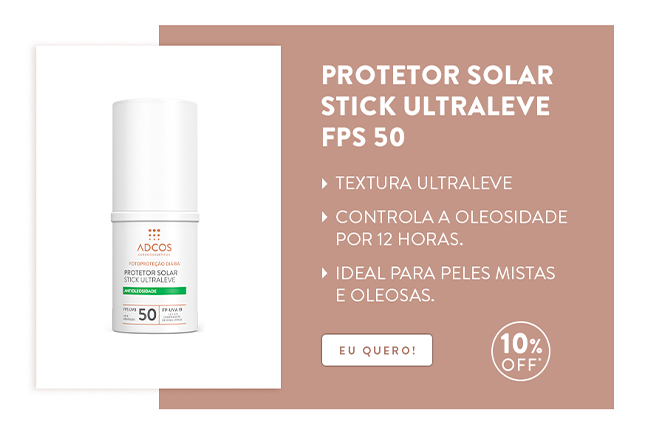 PROTETOR SOLAR
STICK ULTRALEVE
FPS 50
TEXTURA ULTRALEVE
CONTROLA A OLEOSIDADE
POR 12 HORAS.
IDEAL PARA PELES MISTAS
E OLEOSAS.
EU QUERO!
10%
OFF*
ADCOS
FOTOPROTEÇÃO DIÁRIA
PROTETOR SOLAR
STICK ULTRALEVE
ANTIOLEOSIDADE
50